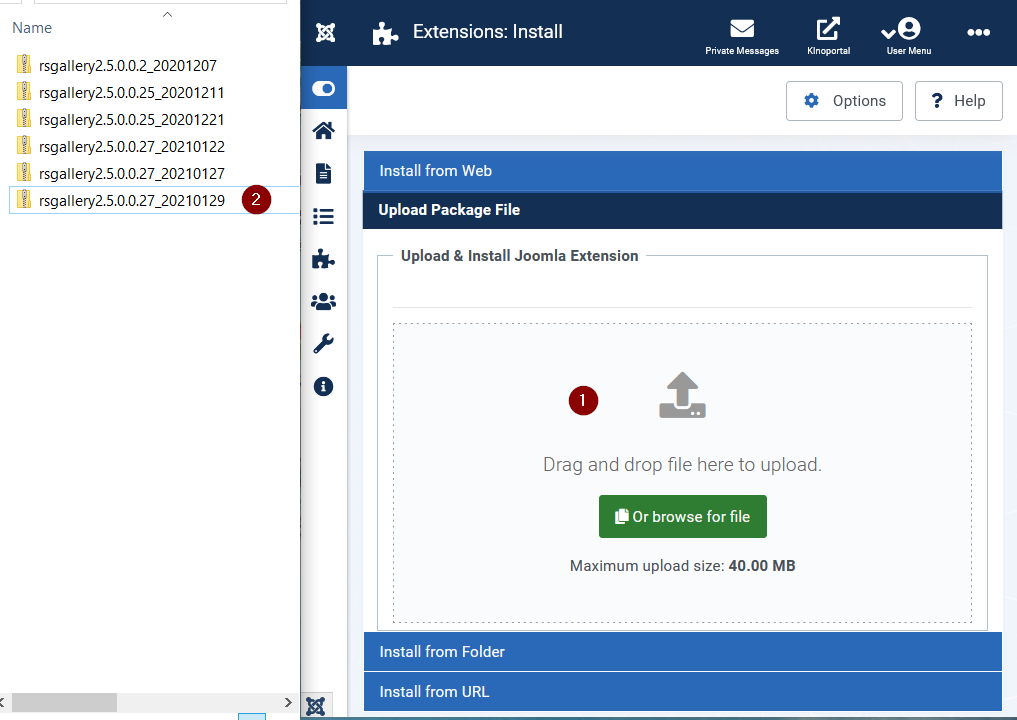 Name
rsgallery2.5.0.0.2_20201207
rsgallery2.5.0.0.25_20201211
rsgallery2.5.0.0.25_20201221
rsgallery2.5.0.0.27_20210122
rsgallery2.5.0.0.27_20210127
rsgallery2.5.0.0.27_20210129 2
Extensions: Install
Private Messages
KInoportal
User Menu
Options
Help
Install from Web
Upload Package File
Upload & Install Joomla Extension
1
Drag and drop file here to upload.
Or browse for file
Maximum upload size: 40.00 MB
Install from Folder
Install from URL